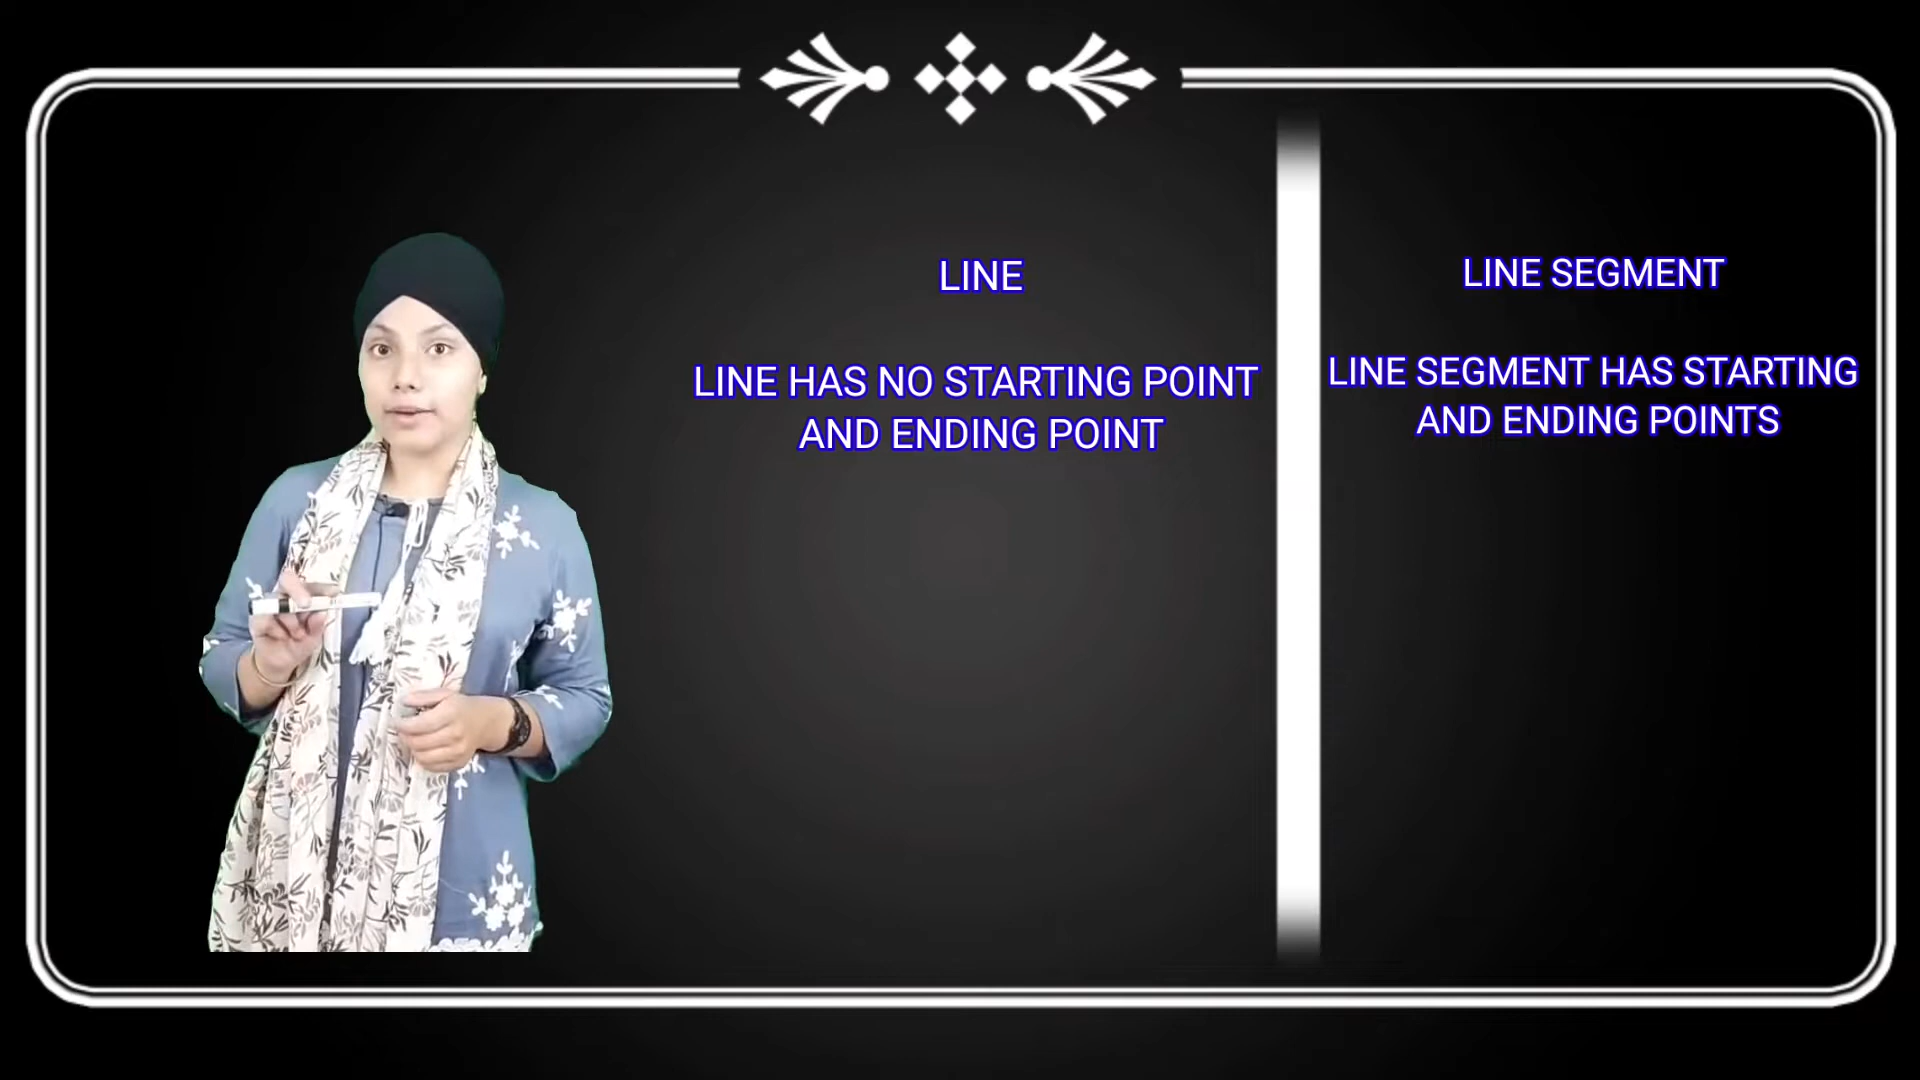 LINE
LINE HAS NO STARTING POINT
AND ENDING POINT
LINE SEGMENT
LINE SEGMENT HAS STARTING
AND ENDING POINTS